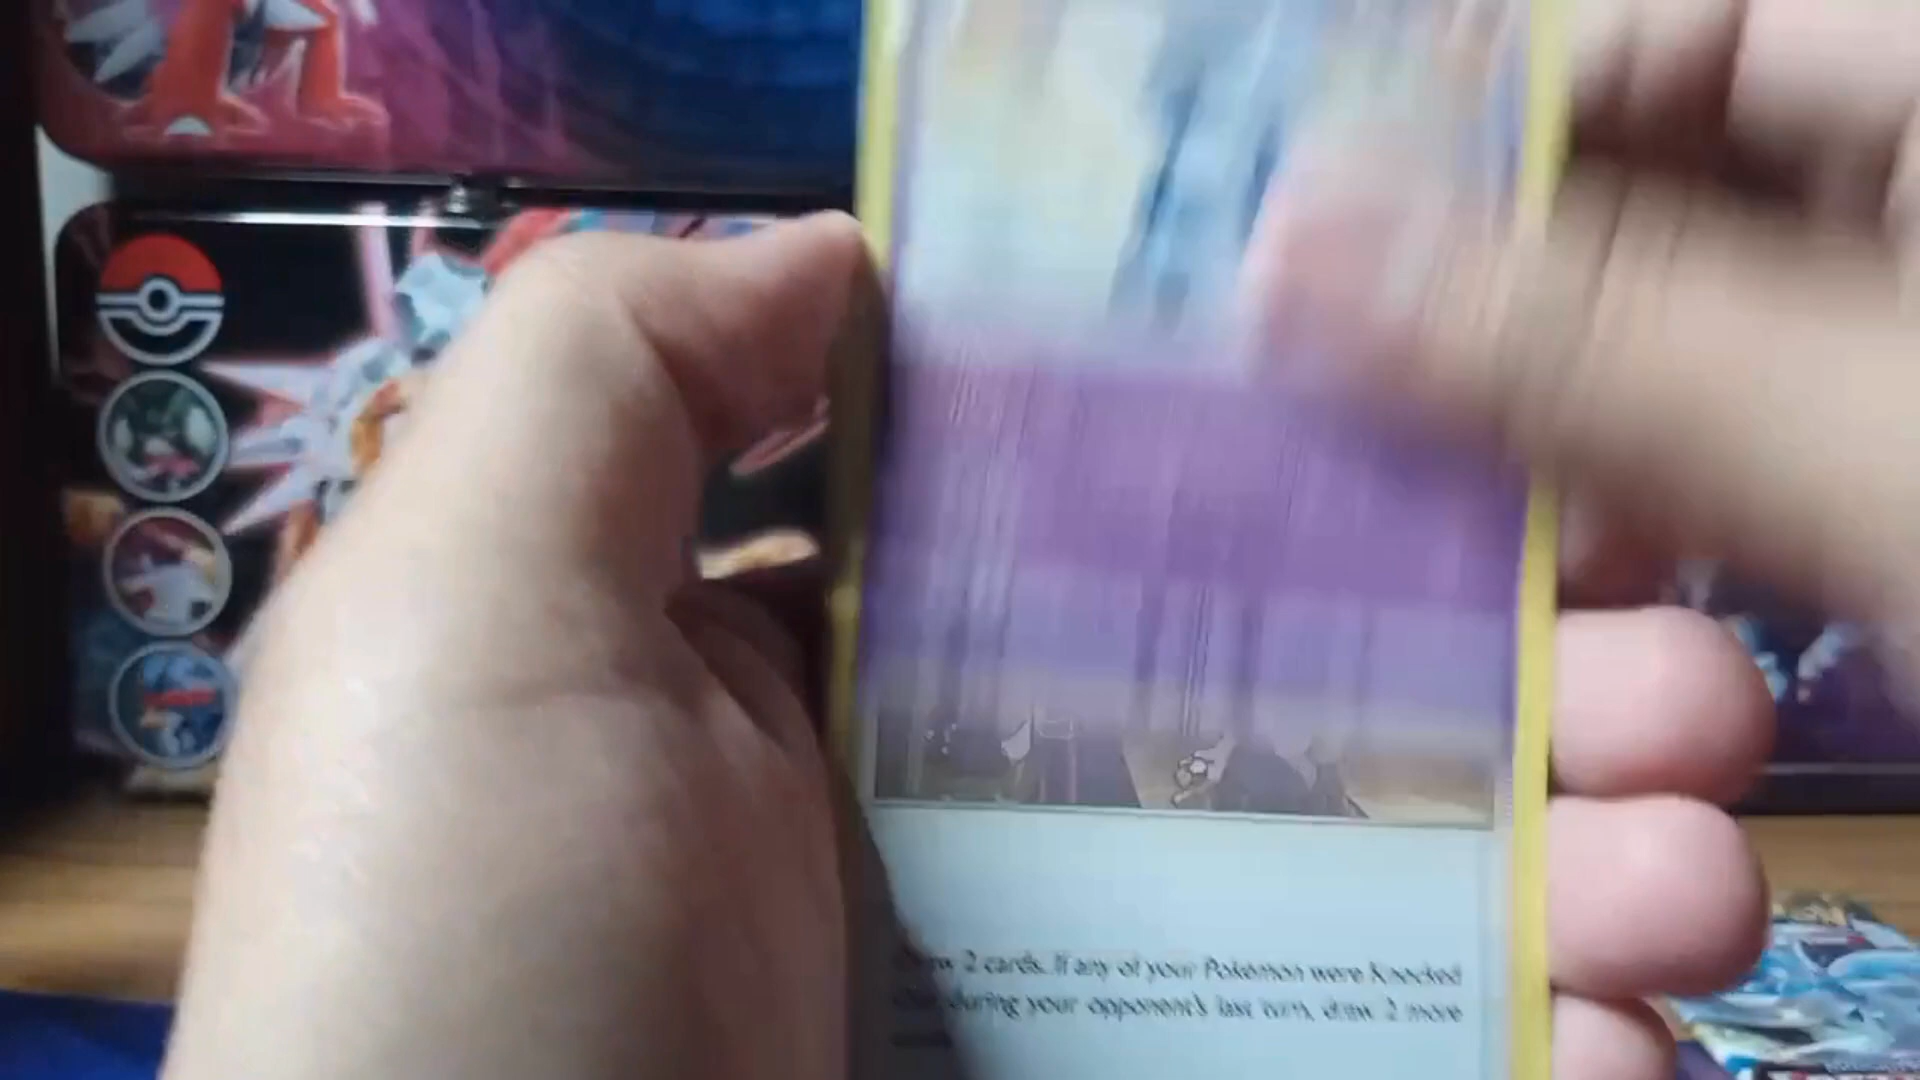 2 cards. If any of your Pokémon were Knocked
during your opponent's last turn, draw 2 more